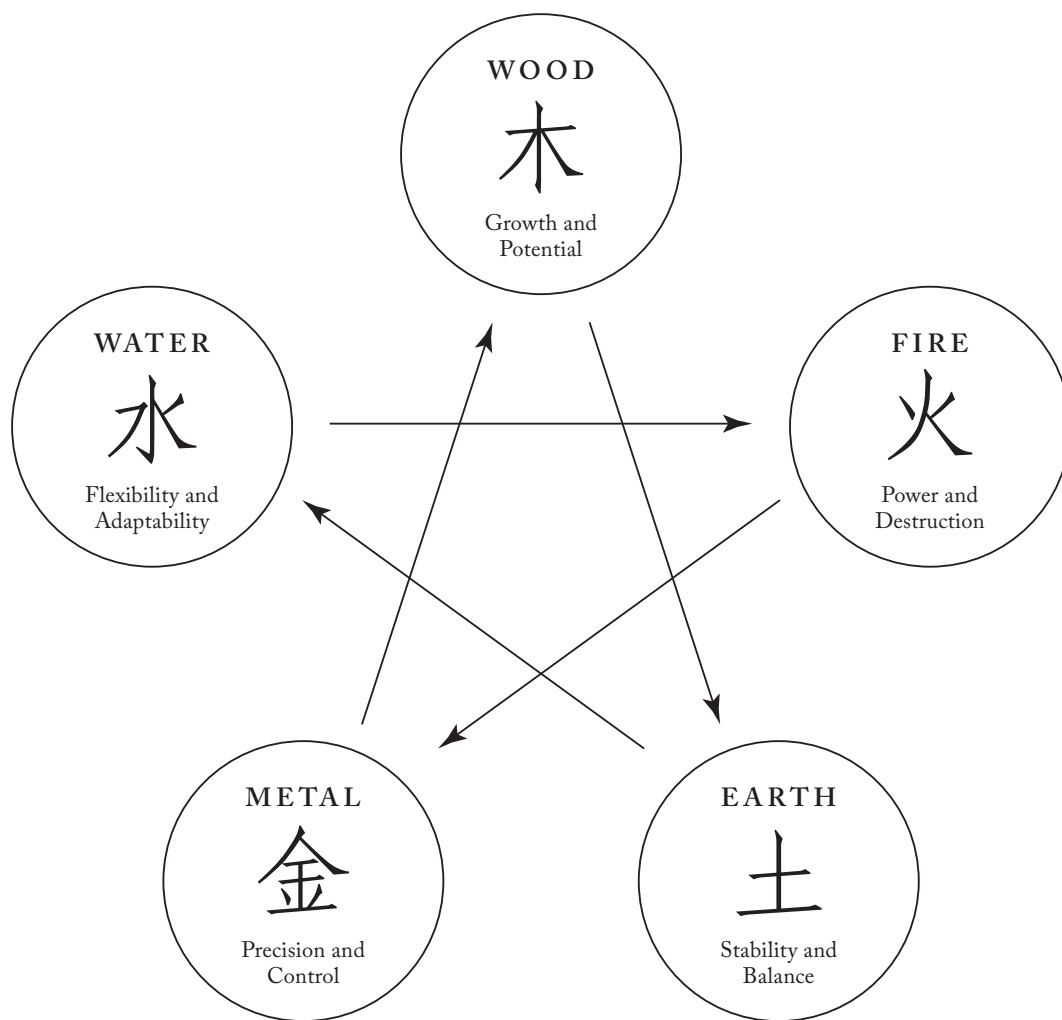 WOOD
木
Growth and
Potential
WATER
水
Flexibility and
Adaptability
FIRE
火
Power and
Destruction
METAL
金
Precision and
Control
EARTH
土
Stability and
Balance